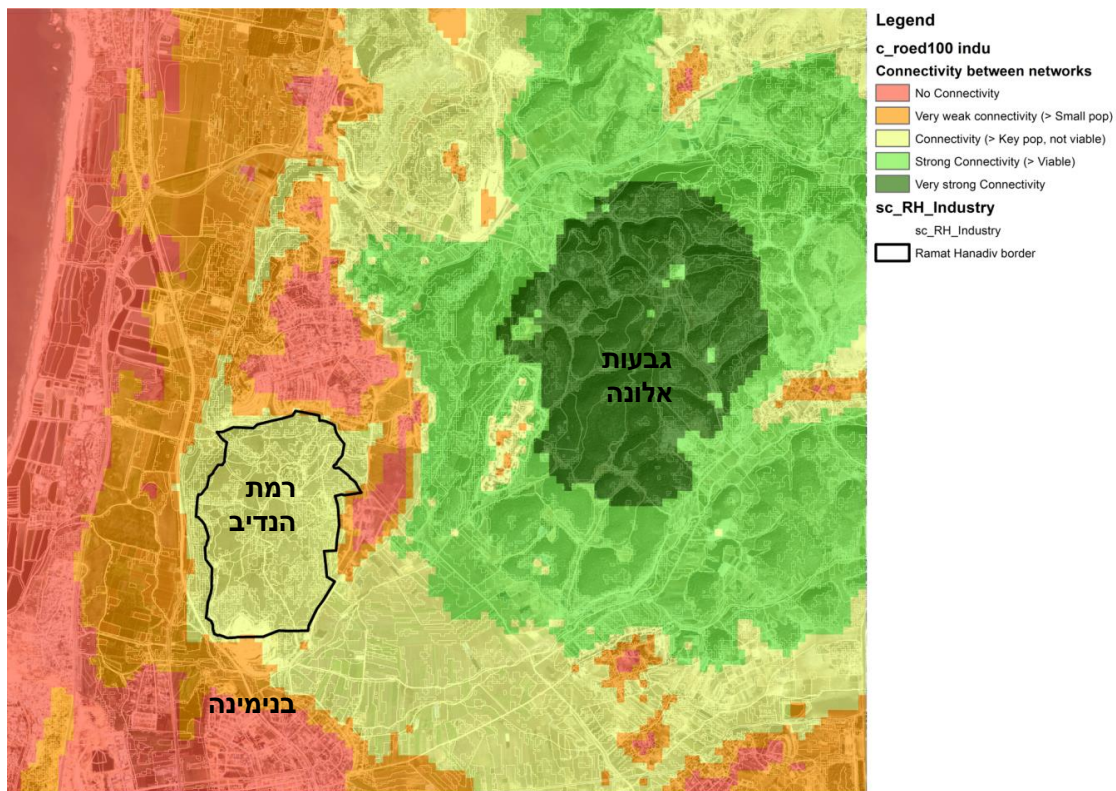 Legend
c_roed100 indu
Connectivity between networks
No Connectivity
Very weak connectivity (> Small pop)
Connectivity (> Key pop, not viable)
Strong Connectivity (> Viable)
Very strong Connectivity
sc_RH_Industry
sc_RH_Industry
Ramat Hanadiv border
גבעות
אלונה
רמת
הנדיב
בנימינה